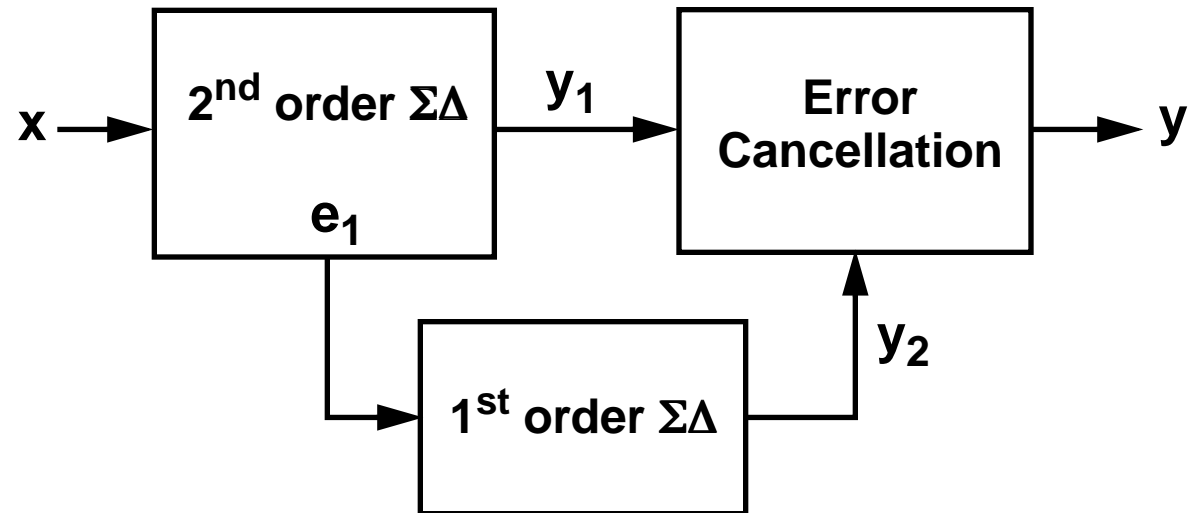 x
2nd order ΣΔ
e1
y1
Error
Cancellation
y
1st order ΣΔ
y2